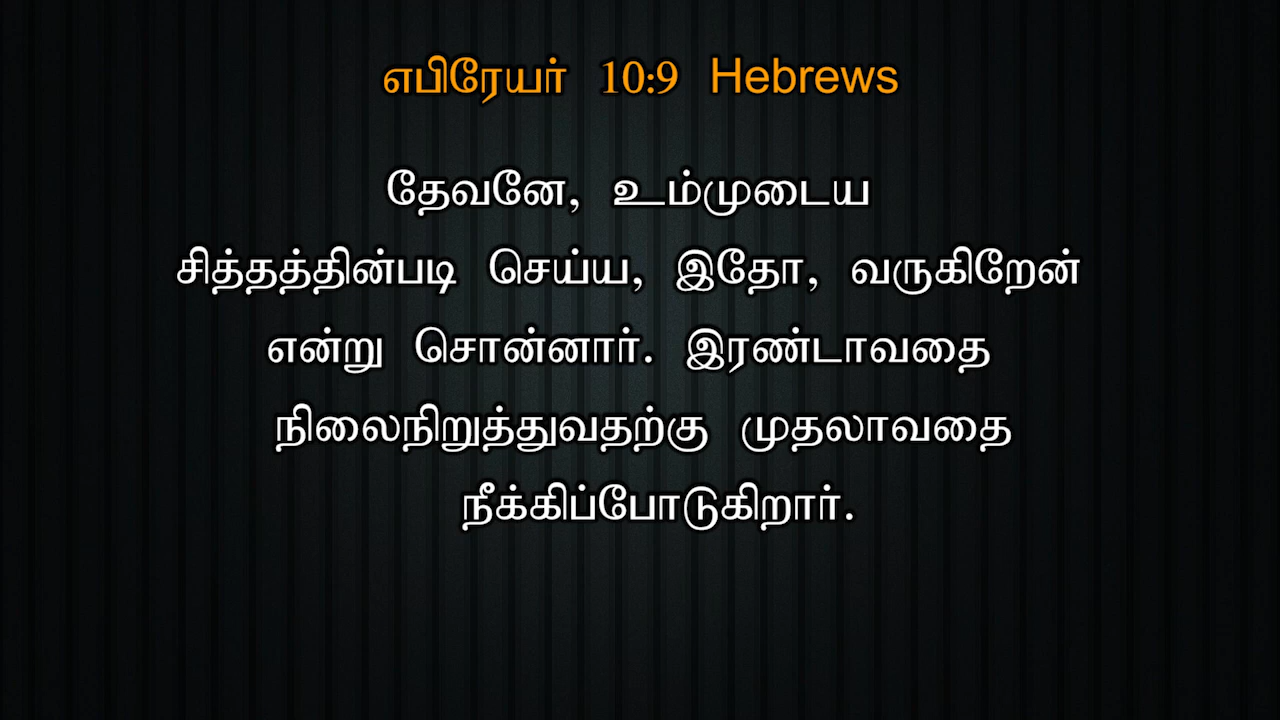 எபிரேயர் 10:9 Hebrews
தேவனே, உம்முடைய
சித்தத்தின்படி செய்ய, இதோ, வருகிறேன்
என்று சொன்னார். இரண்டாவதை
நிலைநிறுத்துவதற்கு முதலாவதை
நீக்கிப்போடுகிறார்.